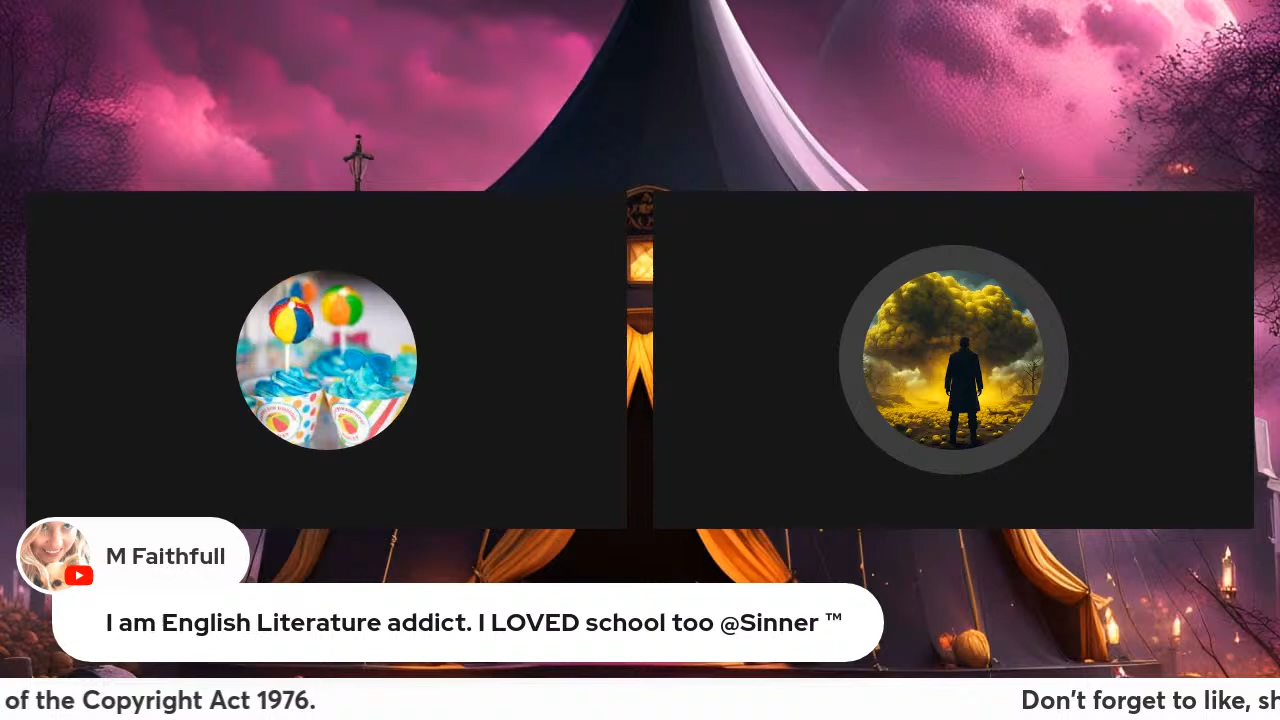 M Faithfull
I am English Literature addict. I LOVED school too @Sinner ™
of the Copyright Act 1976.
Don't forget to like, sh